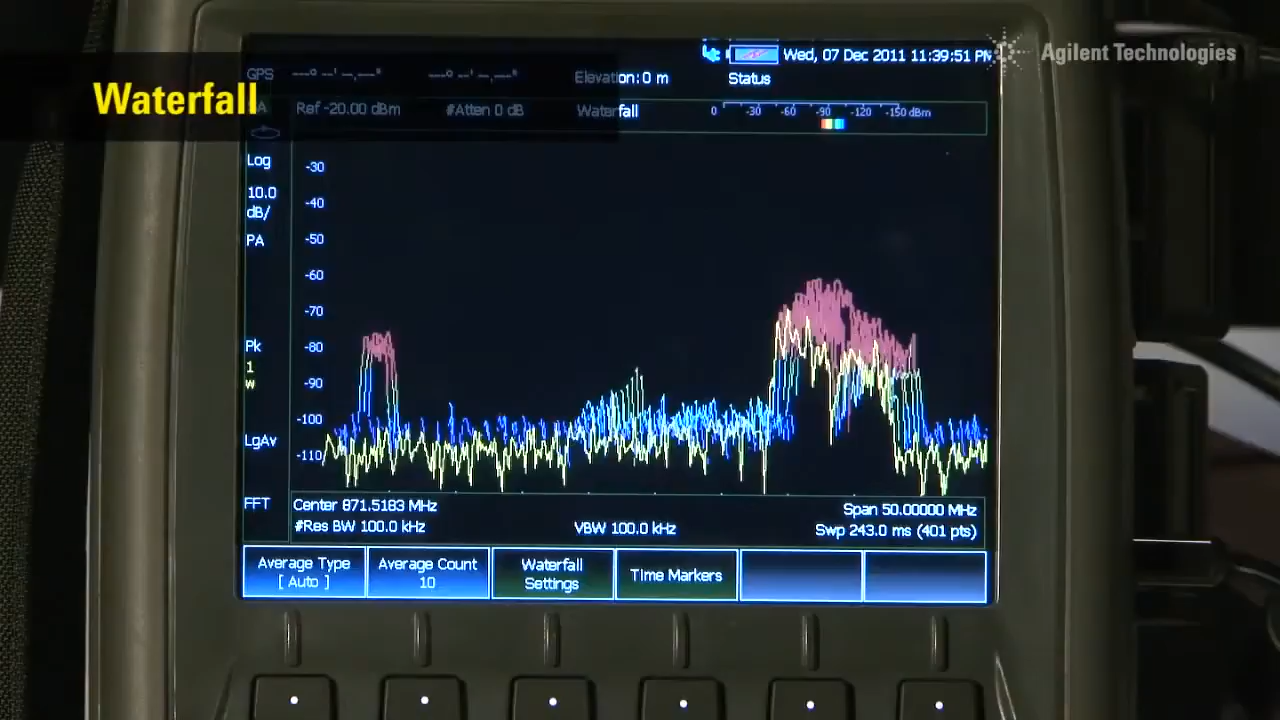 Wed, 07 Dec 2011 11:39:51 PM
Agilent Technologies
GPS
Elevation: 0 m
Status
Waterfall
Ref -20.00 dBm
#Atten 0 dB
Waterfall
0 -30 -60 -90 -120 -150 dBm
Log
10.0
dB/
PA
Pk
1
W
LgAv
FFT
-30
-40
-50
-60
-70
-80
-90
-100
-110
Center 871.5183 MHz
Span 50.00000 MHz
#Res BW 100.0 kHz
VBW 100.0 kHz
Swp 243.0 ms (401 pts)
Average Type
[ Auto ]
Average Count
10
Waterfall
Settings
Time Markers